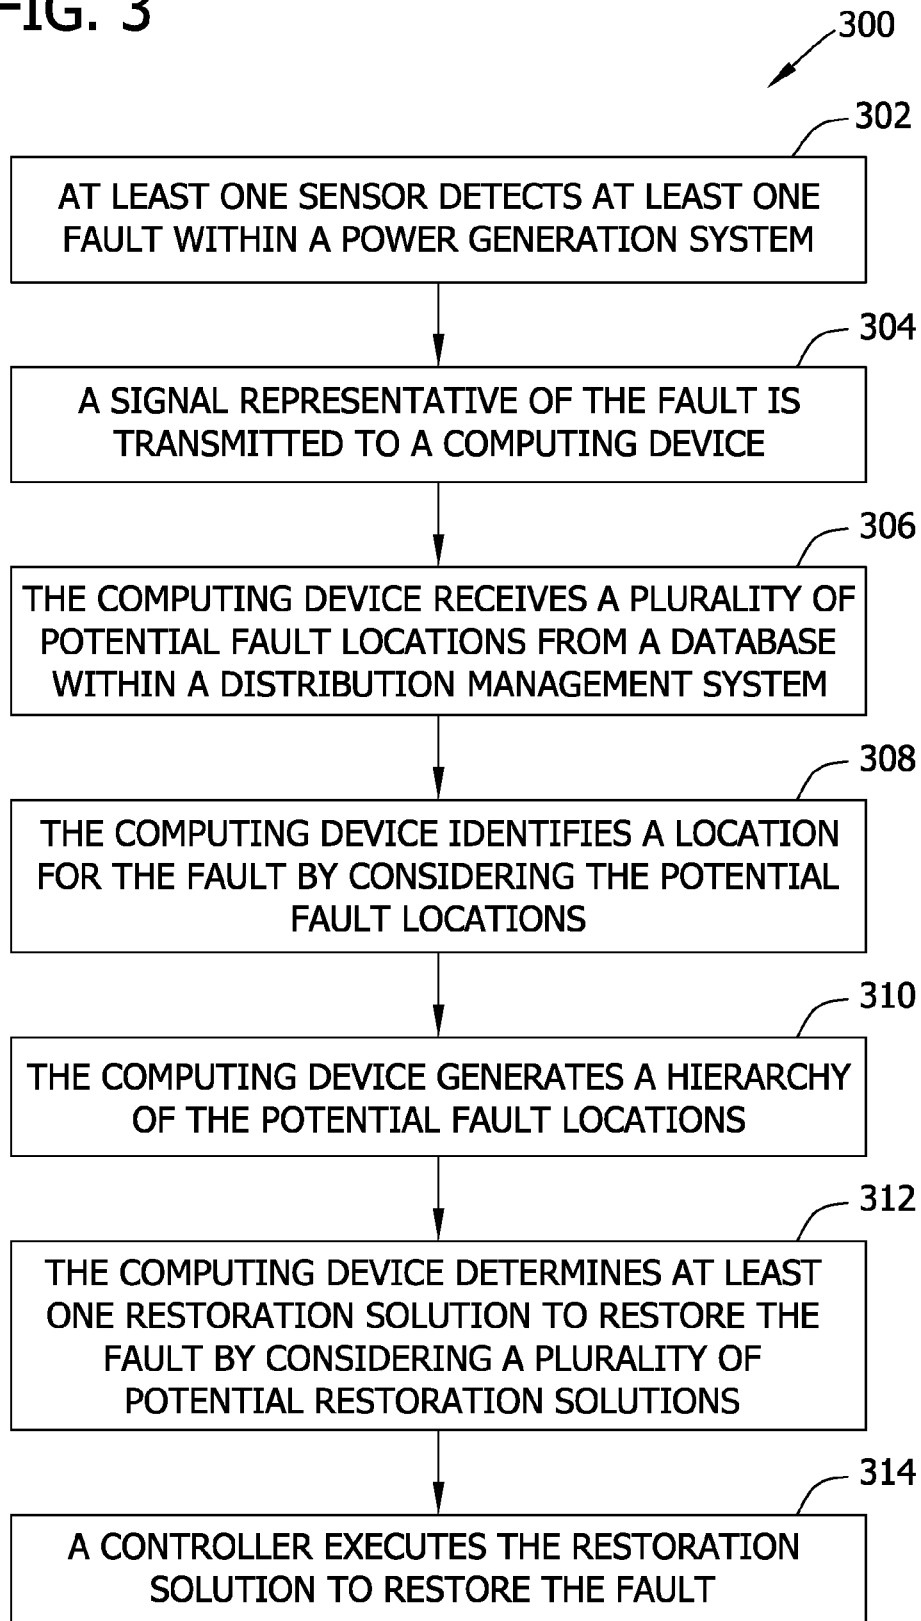 FIG. 3
300
302
AT LEAST ONE SENSOR DETECTS AT LEAST ONE
FAULT WITHIN A POWER GENERATION SYSTEM
304
A SIGNAL REPRESENTATIVE OF THE FAULT IS
TRANSMITTED TO A COMPUTING DEVICE
306
THE COMPUTING DEVICE RECEIVES A PLURALITY OF
POTENTIAL FAULT LOCATIONS FROM A DATABASE
WITHIN A DISTRIBUTION MANAGEMENT SYSTEM
308
THE COMPUTING DEVICE IDENTIFIES A LOCATION
FOR THE FAULT BY CONSIDERING THE POTENTIAL
FAULT LOCATIONS
310
THE COMPUTING DEVICE GENERATES A HIERARCHY
OF THE POTENTIAL FAULT LOCATIONS
312
THE COMPUTING DEVICE DETERMINES AT LEAST
ONE RESTORATION SOLUTION TO RESTORE THE
FAULT BY CONSIDERING A PLURALITY OF
POTENTIAL RESTORATION SOLUTIONS
314
A CONTROLLER EXECUTES THE RESTORATION
SOLUTION TO RESTORE THE FAULT